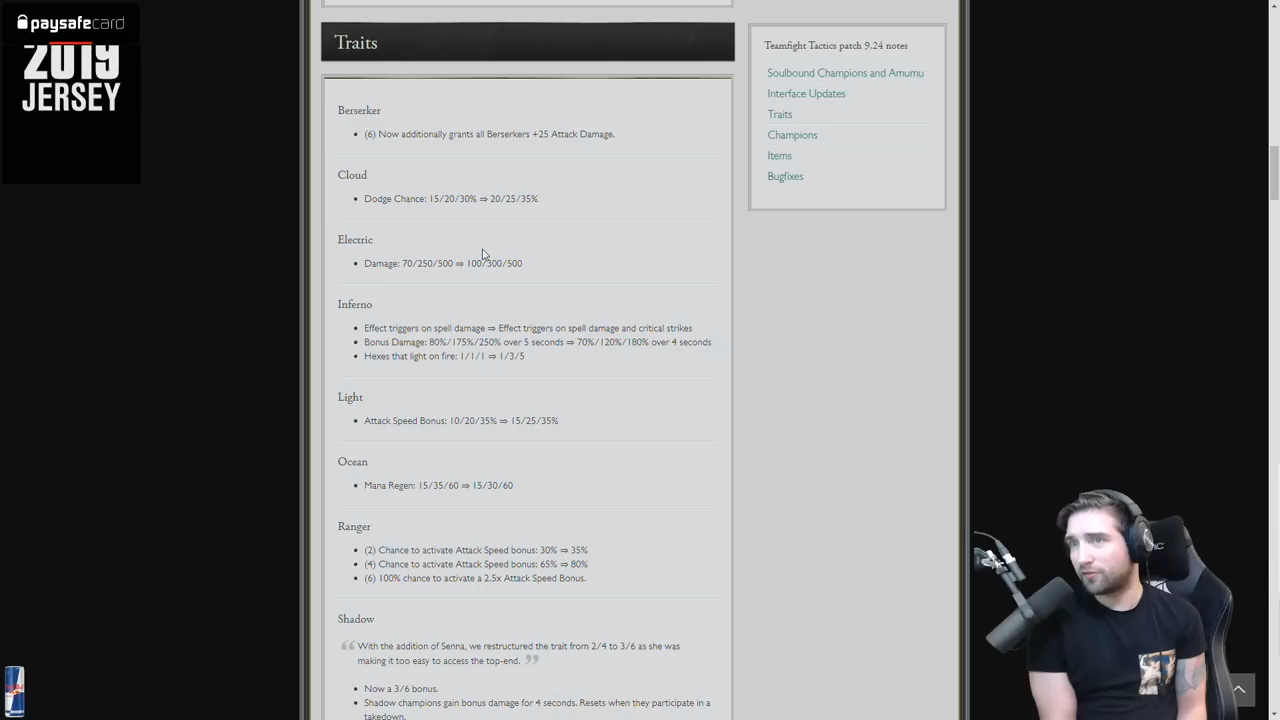 paysafecard
2019
JERSEY
Traits
Berserker
(6) Now additionally grants all Berserkers +25 Attack Damage.
Cloud
Dodge Chance: 15/20/30% ⇒ 20/25/35%
Electric
Damage: 70/250/500 ⇒ 100/300/500
Inferno
Effect triggers on spell damage ⇒ Effect triggers on spell damage and critical strikes
Bonus Damage: 80%/175%/250% over 5 seconds ⇒ 70%/120%/180% over 4 seconds
Hexes that light on fire: 1/1/1 ⇒ 1/3/5
Light
Attack Speed Bonus: 10/20/35% ⇒ 15/25/35%
Ocean
Mana Regen: 15/35/60 ⇒ 15/30/60
Ranger
(2) Chance to activate Attack Speed bonus: 30% ⇒ 35%
(4) Chance to activate Attack Speed bonus: 65% ⇒ 80%
(6) 100% chance to activate a 2.5x Attack Speed Bonus.
Shadow
With the addition of Senna, we restructured the trait from 2/4 to 3/6 as she was
making it too easy to access the top-end.
Now a 3/6 bonus.
Shadow champions gain bonus damage for 4 seconds. Resets when they participate in a
takedown.
Teamfight Tactics patch 9.24 notes
Soulbound Champions and Amumu
Interface Updates
Traits
Champions
Items
Bugfixes